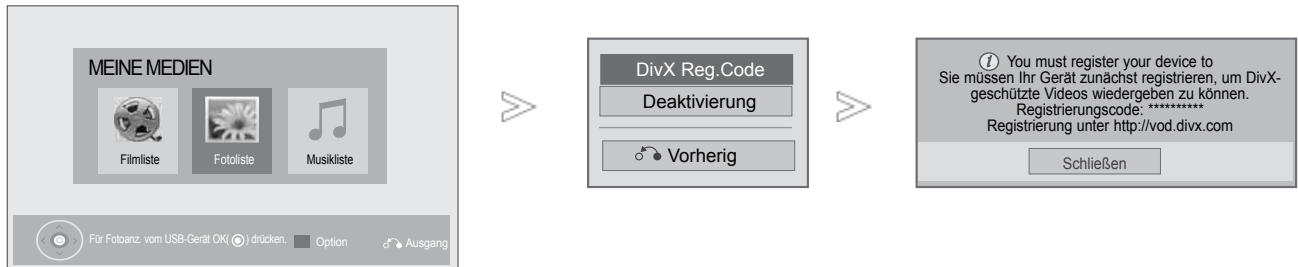 MEINE MEDIEN
Filmliste
Fotoliste
Musikliste
Für Fotoanz. vom USB-Gerät OK( ) drücken.
Option
Ausgang
DivX Reg.Code
Deaktivierung
Vorherig
You must register your device to
Sie müssen Ihr Gerät zunächst registrieren, um DivX-
geschützte Videos wiedergeben zu können.
Registrierungscode: **********
Registrierung unter http://vod.divx.com
Schließen